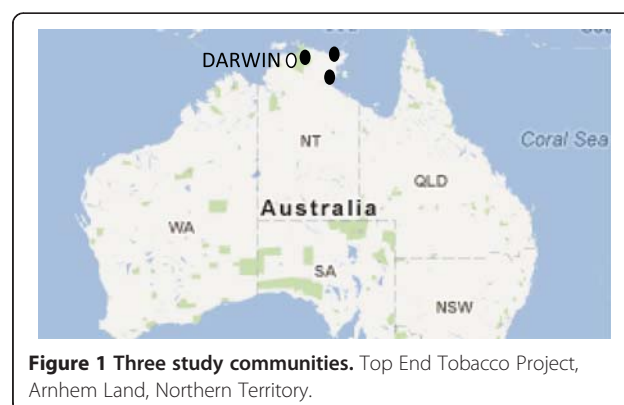 DARWIN
NT
Coral Sea
QLD
Australia
WA
SA
NSW
Figure 1 Three study communities. Top End Tobacco Project,
Arnhem Land, Northern Territory.